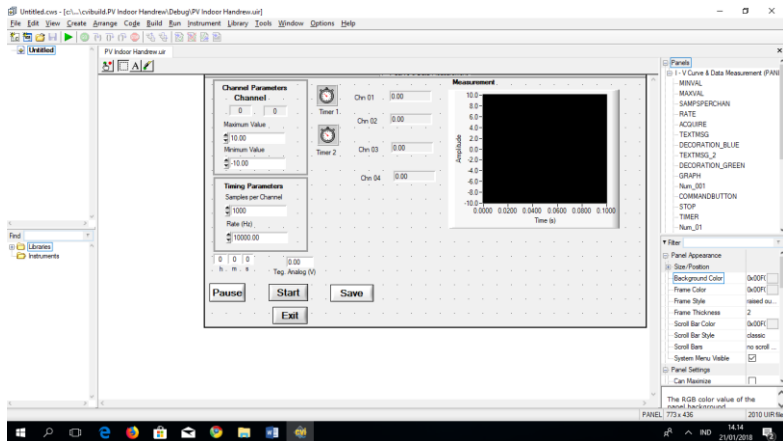 Untitled.cws - [c:\...\cvibuild.PV Indoor Hendrew\Debug\PV Indoor Handrew.uir]
File Edit View Create Arrange Code Build Run Instrument Library Tools Window Options Help
Untitled
PV Indoor Handrew.uir
Channel Parameters
Channel
0 0
Maximum Value
10.00
Minimum Value
-10.00
Timing Parameters
Samples per Channel
1000
Rate (Hz)
10000.00
0 0 0
h. m. s
0.00
Teg. Analog (V)
Timer 1
Timer 2
Chn 01 0.00
Chn 02 0.00
Chn 03 0.00
Chn 04 0.00
Measurement
Amplitude
10.0
8.0
6.0
4.0
2.0
0.0
-2.0
-4.0
-6.0
-8.0
-10.0
0.0000 0.0200 0.0400 0.0600 0.0800 0.1000
Time (s)
Pause
Start
Save
Exit
Find
Libraries
Instruments
Panels
I - V Curve & Data Measurement (PANE
MINVAL
MAXVAL
SAMPSPERCHAN
RATE
ACQUIRE
TEXTMSG
DECORATION_BLUE
TEXTMSG_2
DECORATION_GREEN
GRAPH
Num_001
COMMANDBUTTON
STOP
TIMER
Num_01
Filter
Panel Appearance
Size/Position
Background Color 0x00F(
Frame Color 0x00F(
Frame Style raised ou...
Frame Thickness 2
Scroll Bar Color 0x00F(
Scroll Bar Style classic
Scroll Bars no scroll ...
System Menu Visible
Panel Settings
Can Maximize
The RGB color value of the
panel background
PANEL 773 x 436 2010 UIR file
IND
14,14
21/01/2018